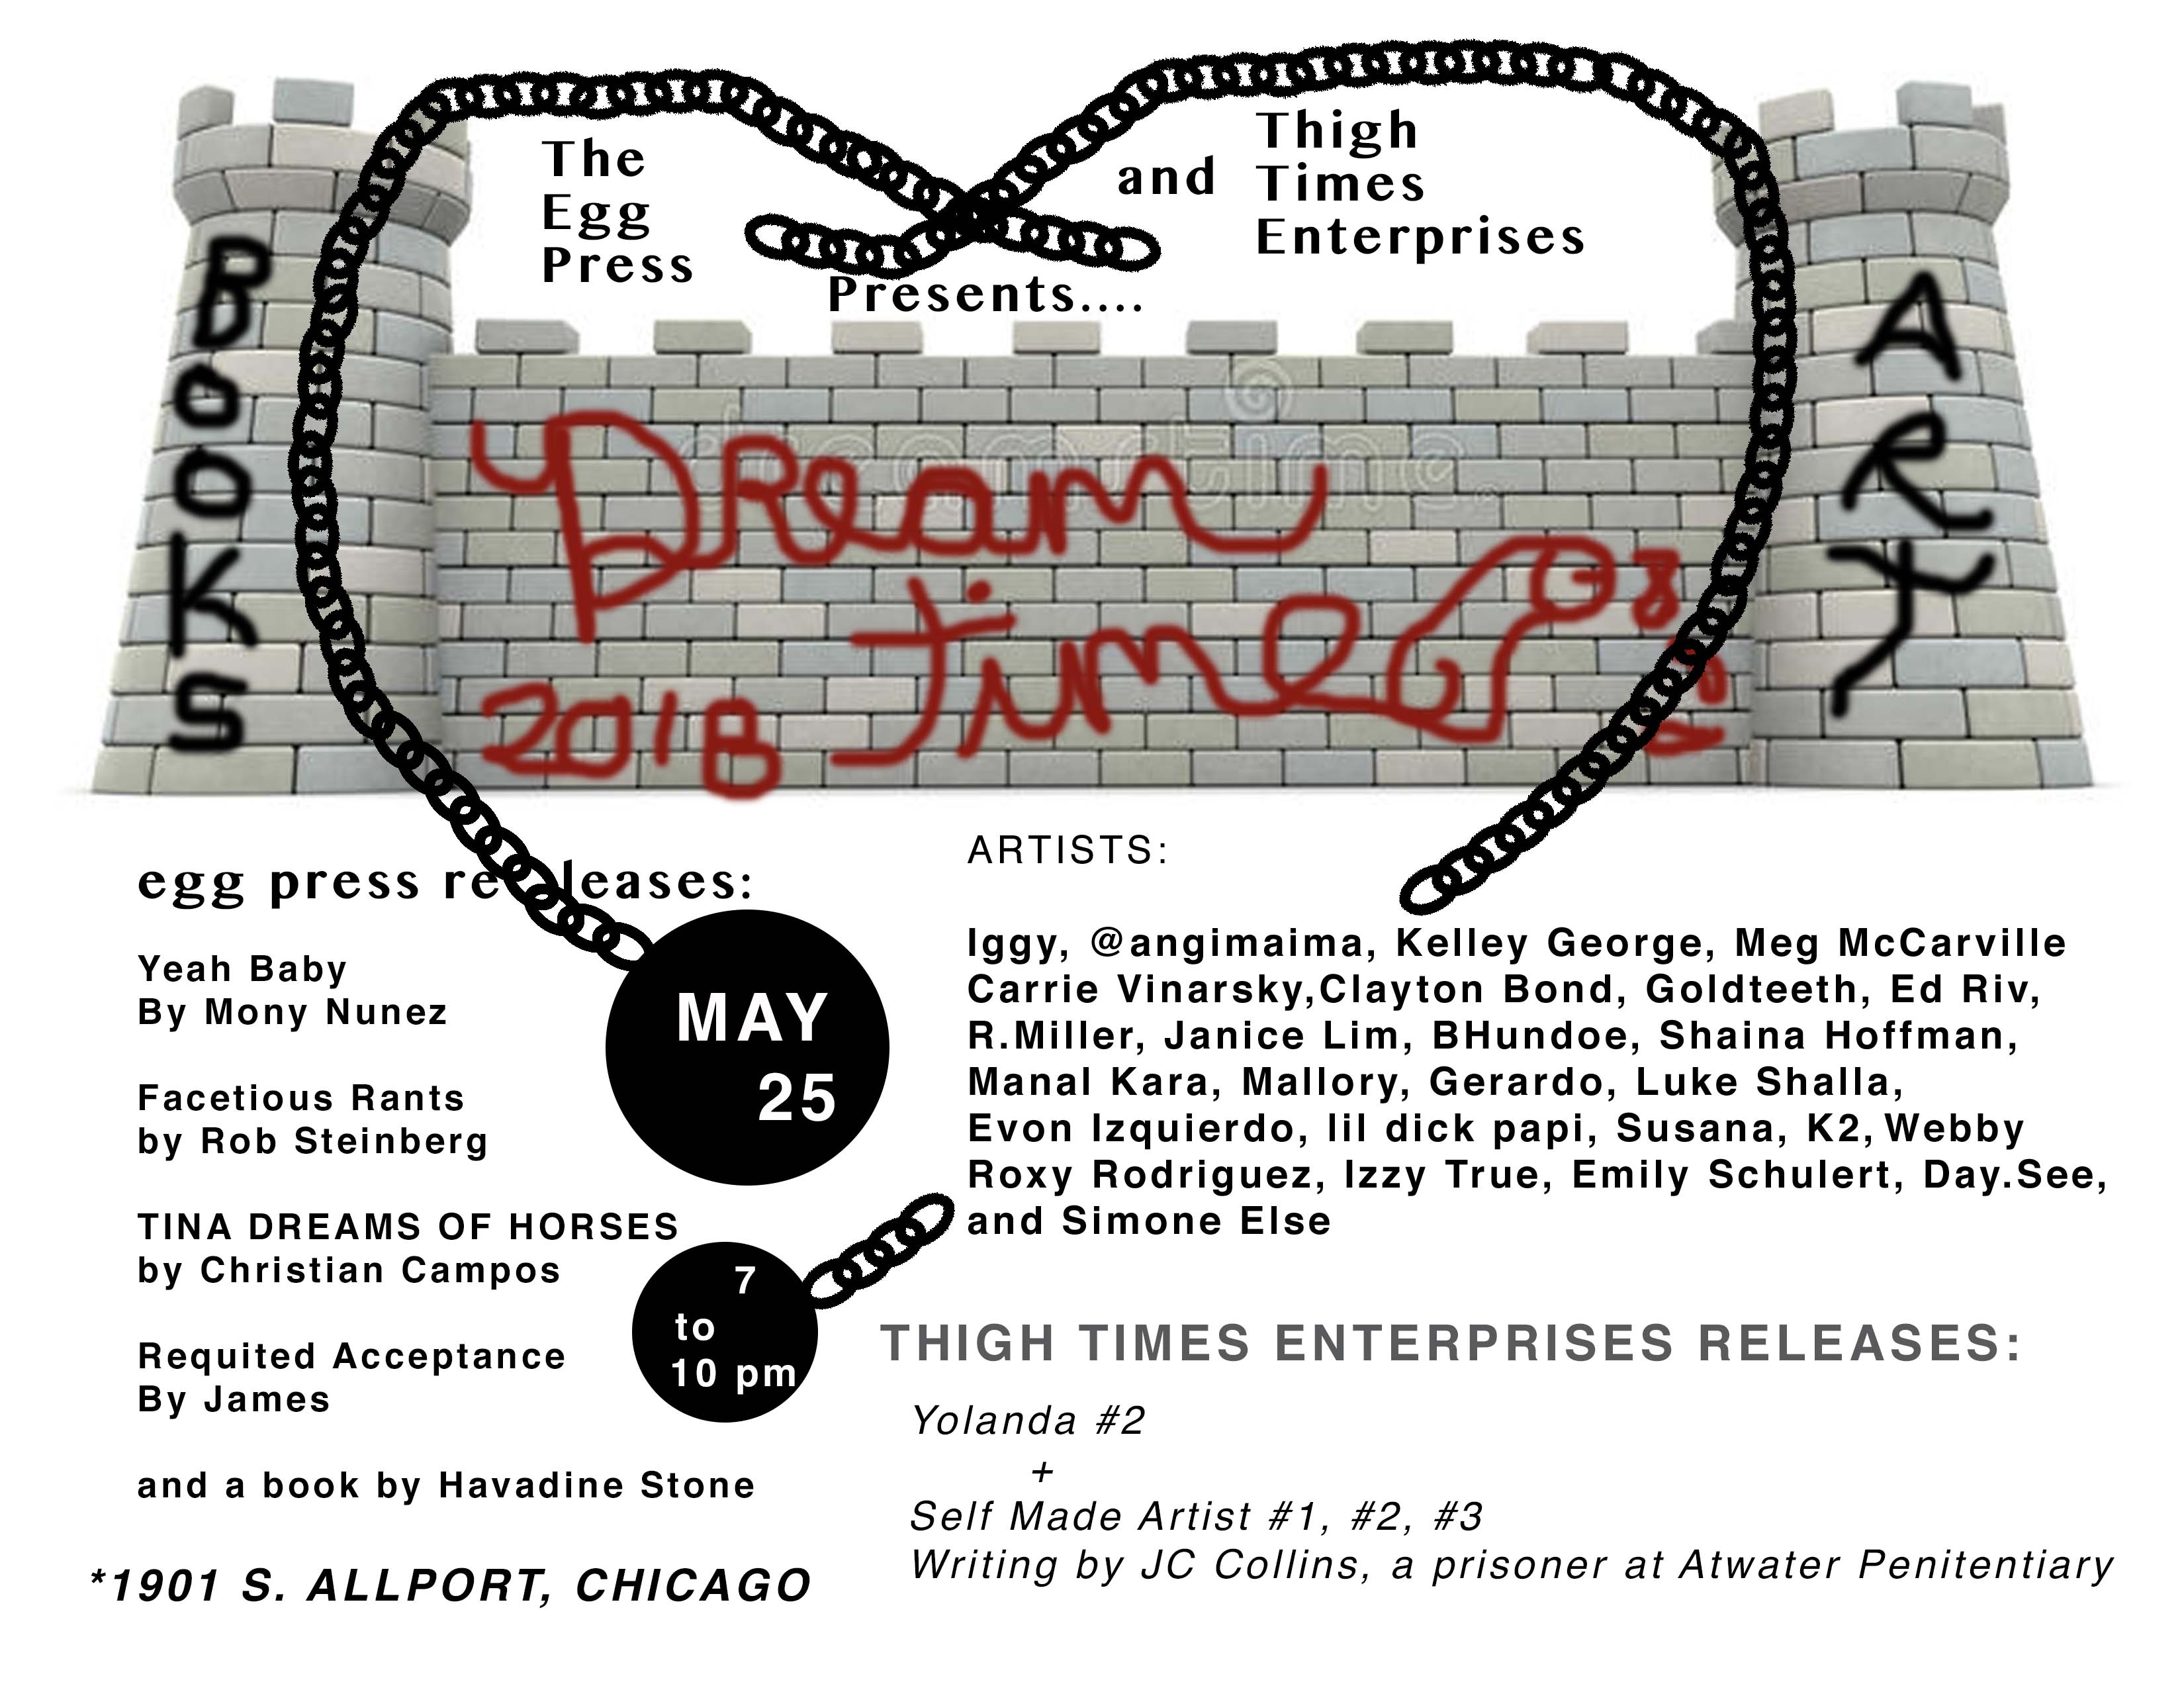 The
Egg
Press
and
Thigh
Times
Enterprises
Presents....
BOOKS
ART
dreamstime
Dream
time
2018
egg press releases:
Yeah Baby
By Mony Nunez
Facetious Rants
by Rob Steinberg
TINA DREAMS OF HORSES
by Christian Campos
Requited Acceptance
By James
and a book by Havadine Stone
*1901 S. ALLPORT, CHICAGO
MAY
25
7
to
10 pm
ARTISTS:
Iggy, @angimaima, Kelley George, Meg McCarville
Carrie Vinarsky,Clayton Bond, Goldteeth, Ed Riv,
R.Miller, Janice Lim, BHundoe, Shaina Hoffman,
Manal Kara, Mallory, Gerardo, Luke Shalla,
Evon Izquierdo, lil dick papi, Susana, K2, Webby
Roxy Rodriguez, Izzy True, Emily Schulert, Day.See,
and Simone Else
THIGH TIMES ENTERPRISES RELEASES:
Yolanda #2
+
Self Made Artist #1, #2, #3
Writing by JC Collins, a prisoner at Atwater Penitentiary